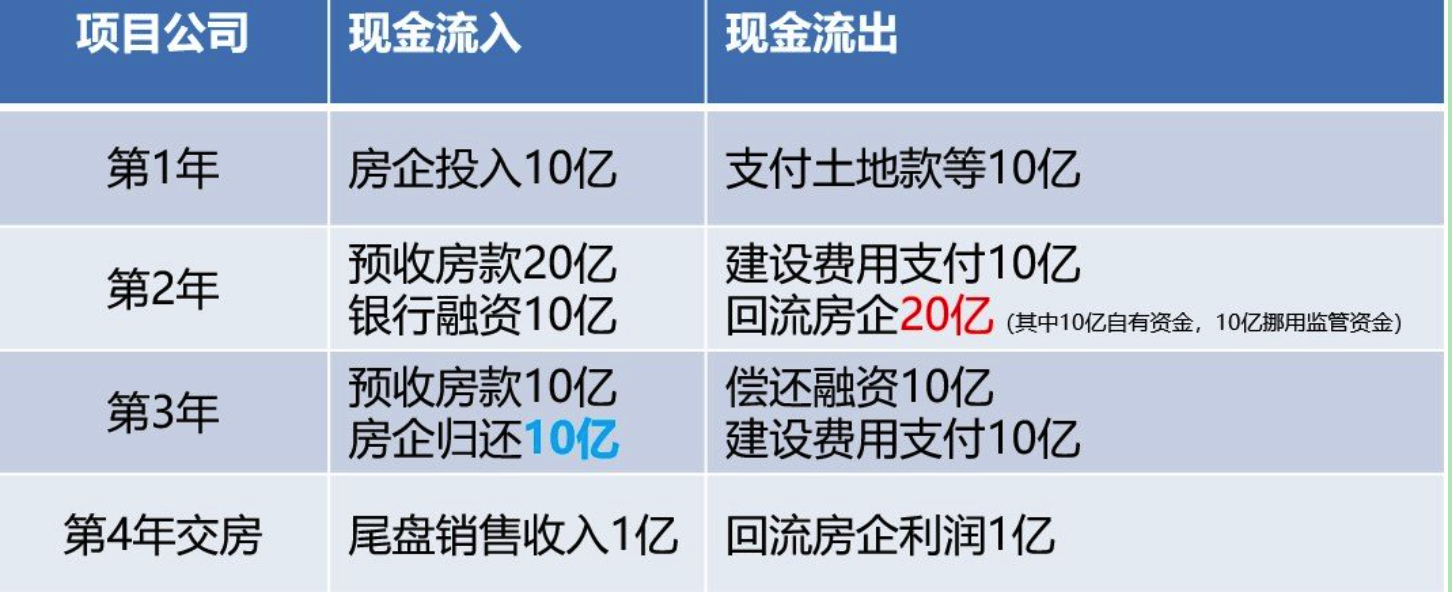 项目公司 现金流入 现金流出
第1年 房企投入10亿 支付土地款等10亿
第2年
预收房款20亿
银行融资10亿
建设费用支付10亿
回流房企20亿 (其中10亿自有资金，10亿挪用监管资金)
第3年
预收房款10亿
房企归还10亿
偿还融资10亿
建设费用支付10亿
第4年交房 尾盘销售收入1亿 回流房企利润1亿